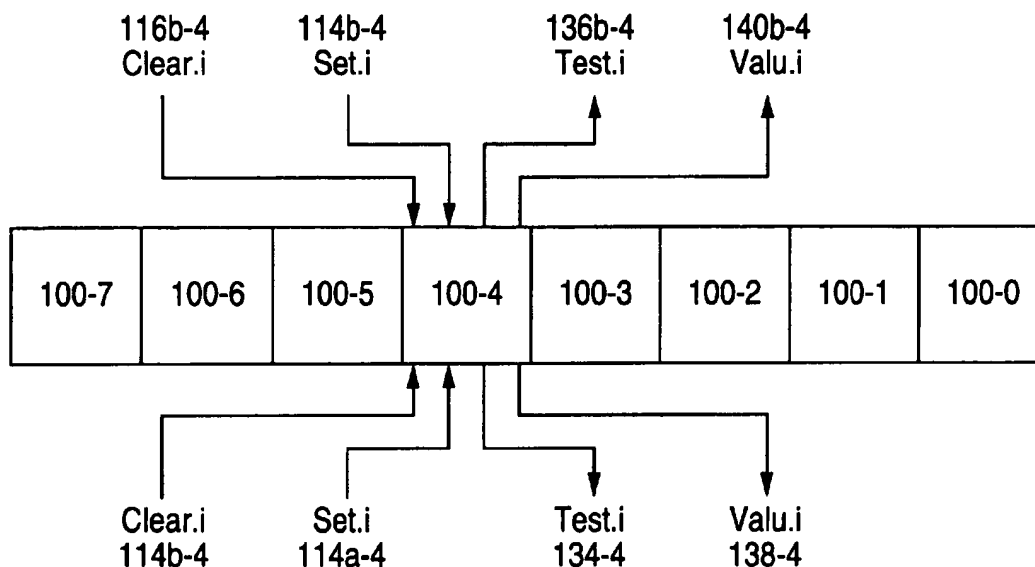 116b-4 114b-4 136b-4 140b-4
Clear.i Set.i Test.i Valu.i
100-7 100-6 100-5 100-4 100-3 100-2 100-1 100-0
Clear.i Set.i Test.i Valu.i
114b-4 114a-4 134-4 138-4